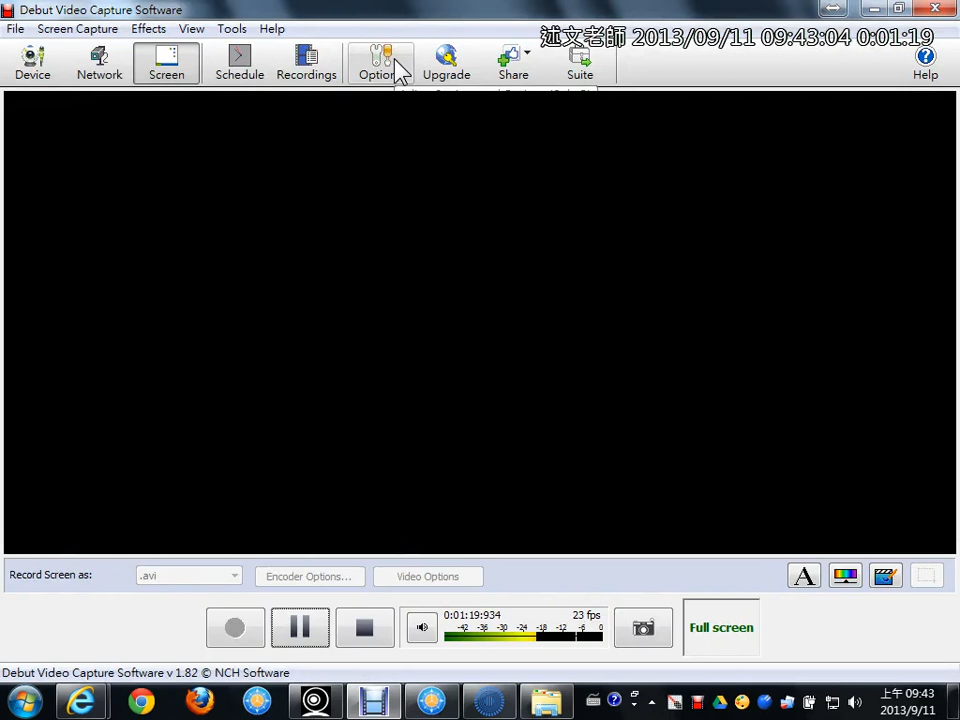 Debut Video Capture Software
File Screen Capture Effects View Tools Help
述文老師 2013/09/11 09:43:04 0:01:19
Device Network Screen Schedule Recordings Option Upgrade Share Suite Help
Record Screen as: .avi Encoder Options... Video Options A
0:01:19:934 23 fps
-42 -36 -30 -24 -18 -12 -6 0
Full screen
Debut Video Capture Software v 1.82 © NCH Software
上午 09:43
2013/9/11